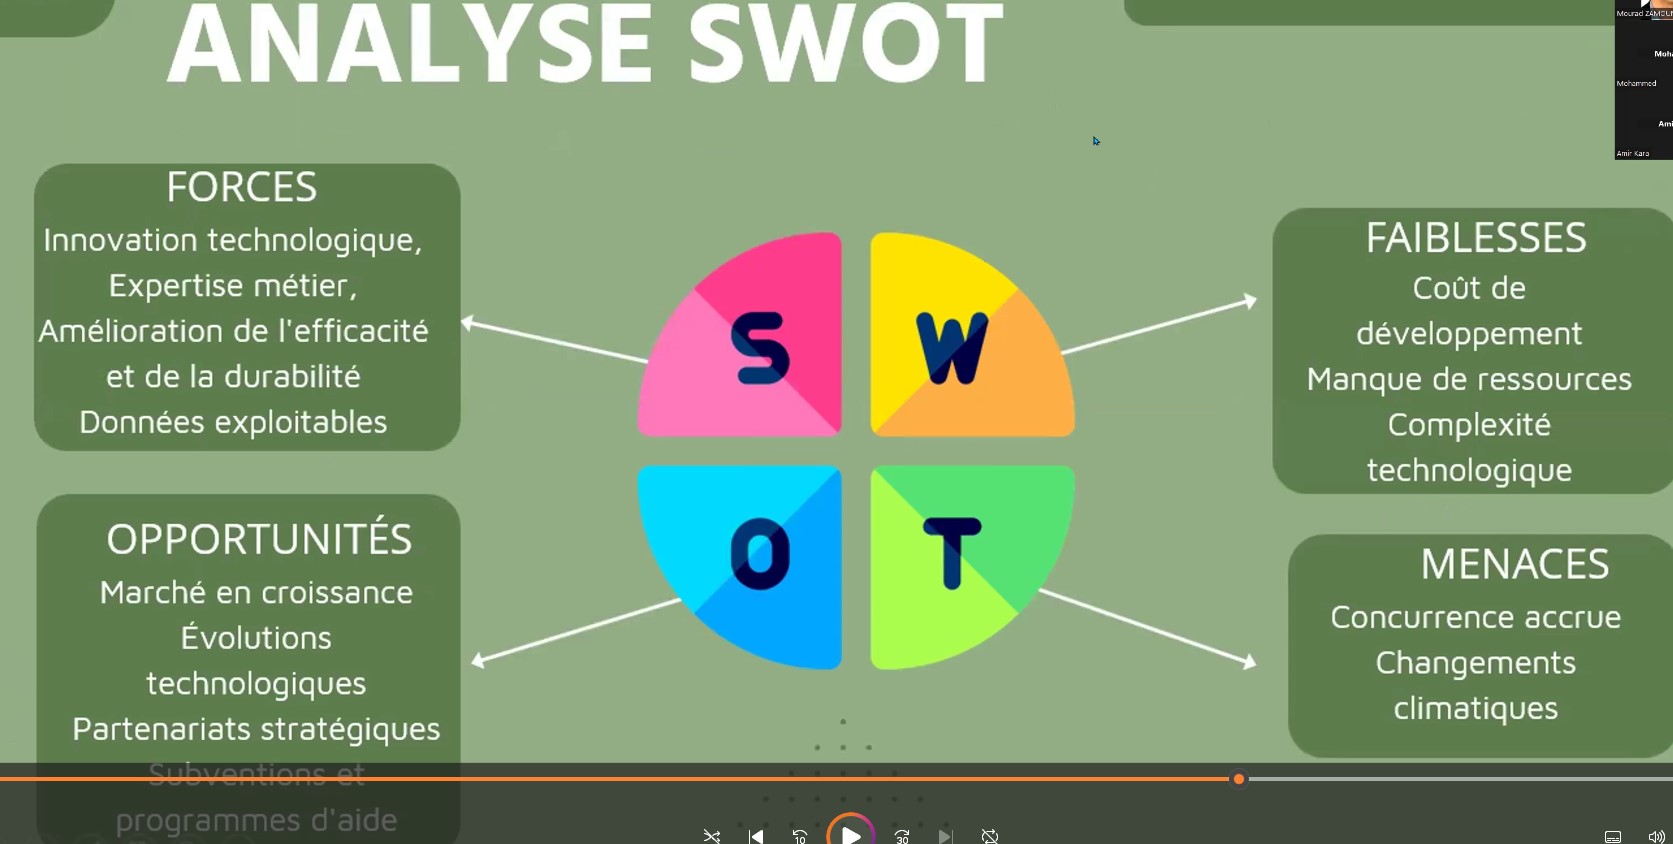 ANALYSE SWOT
Mourad ZAMOUM
Mohammed
Amir Kara
FORCES
Innovation technologique,
Expertise métier,
Amélioration de l'efficacité
et de la durabilité
Données exploitables
FAIBLESSES
Coût de
développement
Manque de ressources
Complexité
technologique
S
W
O
T
OPPORTUNITÉS
Marché en croissance
Évolutions
technologiques
Partenariats stratégiques
Subventions et
programmes d'aide
MENACES
Concurrence accrue
Changements
climatiques
10
30